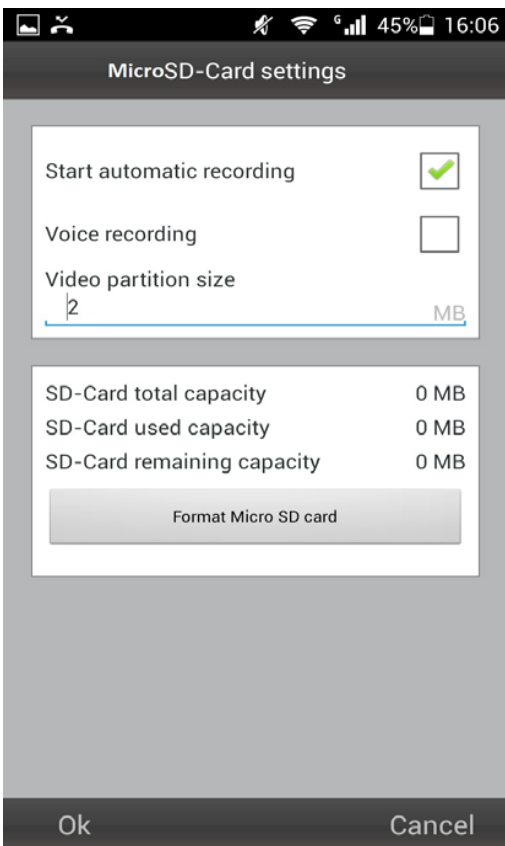 G 45% 16:06
MicroSD-Card settings
Start automatic recording
Voice recording
Video partition size
2 MB
SD-Card total capacity 0 MB
SD-Card used capacity 0 MB
SD-Card remaining capacity 0 MB
Format Micro SD card
Ok Cancel